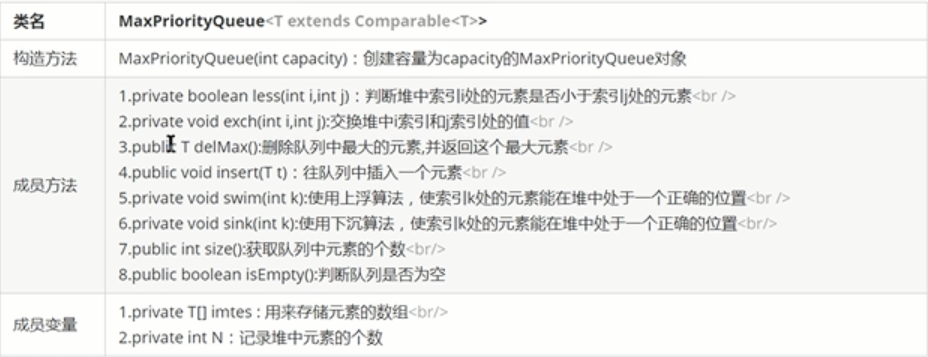 类名 MaxPriorityQueue<T extends Comparable<T>>
构造方法 MaxPriorityQueue(int capacity)：创建容量为capacity的MaxPriorityQueue对象
成员方法
1.private boolean less(int i,int j)：判断堆中索引i处的元素是否小于索引j处的元素<br />
2.private void exch(int i,int j):交换堆中i索引和j索引处的值<br />
3.public T delMax():删除队列中最大的元素,并返回这个最大元素<br />
4.public void insert(T t)：往队列中插入一个元素<br />
5.private void swim(int k):使用上浮算法，使索引k处的元素能在堆中处于一个正确的位置<br />
6.private void sink(int k):使用下沉算法，使索引k处的元素能在堆中处于一个正确的位置<br/>
7.public int size():获取队列中元素的个数<br/>
8.public boolean isEmpty():判断队列是否为空
成员变量
1.private T[] imtes : 用来存储元素的数组<br/>
2.private int N：记录堆中元素的个数